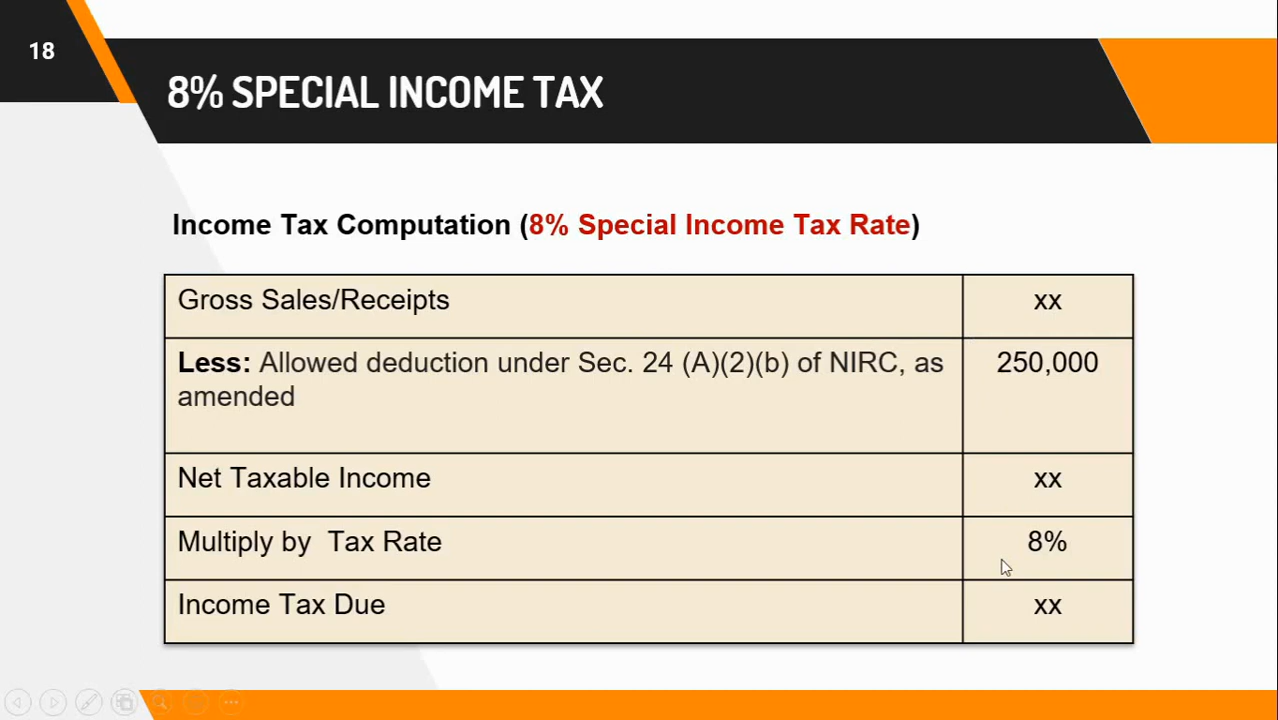 18
8% SPECIAL INCOME TAX
Income Tax Computation (8% Special Income Tax Rate)
Gross Sales/Receipts xx
Less: Allowed deduction under Sec. 24 (A)(2)(b) of NIRC, as 250,000
amended
Net Taxable Income xx
Multiply by  Tax Rate 8%
Income Tax Due xx